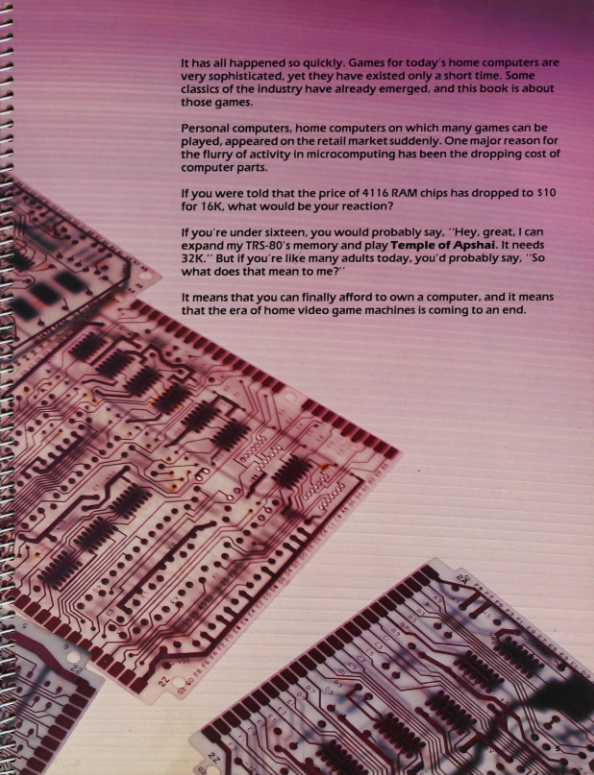 It has all happened so quickly. Games for today's home computers are
very sophisticated, yet they have existed only a short time. Some
classics of the industry have already emerged, and this book is about
those games.
Personal computers, home computers on which many games can be
played, appeared on the retail market suddenly. One major reason for
the flurry of activity in microcomputing has been the dropping cost of
computer parts.
If you were told that the price of 4116 RAM chips has dropped to $10
for 16K, what would be your reaction?
If you're under sixteen, you would probably say, "Hey, great, I can
expand my TRS-80's memory and play Temple of Apshai. It needs
32K." But if you're like many adults today, you'd probably say, "So
what does that mean to me?"
It means that you can finally afford to own a computer, and it means
that the era of home video game machines is coming to an end.